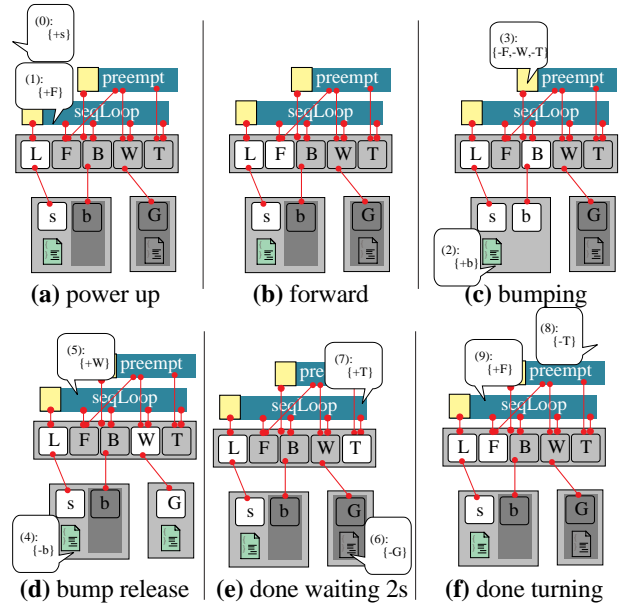 (0):
{+s}
(1):
{+F}
preempt
seqLoop
L F B W T
s b G
(a) power up
preempt
seqLoop
L F B W T
s b G
(b) forward
(3):
{-F,-W,-T}
preempt
seqLoop
L F B W T
s b G
(2):
{+b}
(c) bumping
(5):
{+W}
preempt
seqLoop
L F B W T
s b G
(4):
{-b}
(d) bump release
(7):
{+T}
pre
seqLoop
L F B W T
s b G
(6):
{-G}
(e) done waiting 2s
(8):
{-T}
(9):
{+F}
preempt
seqLoop
L F B W T
s b G
(f) done turning